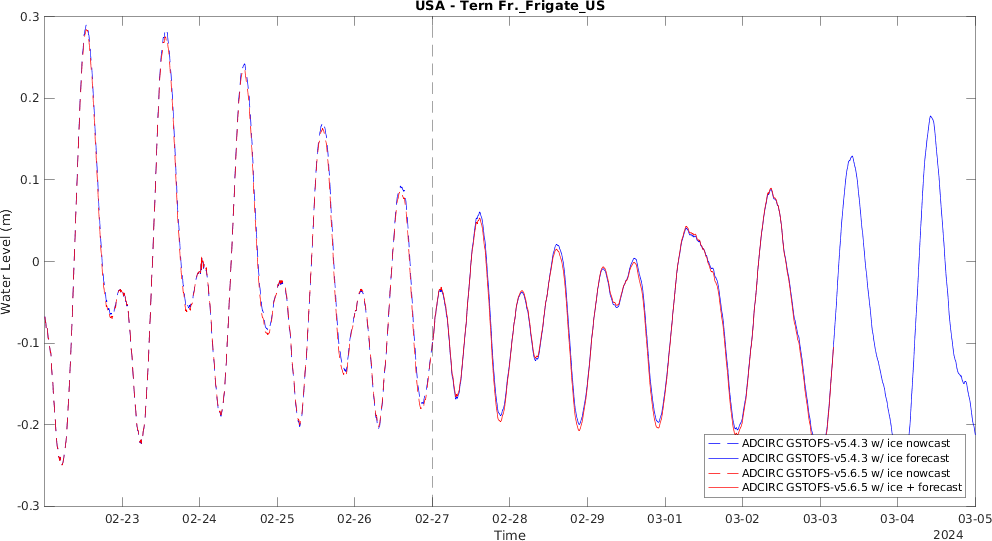 USA - Tern Fr._Frigate_US
0.3
0.2
0.1
0
-0.1
-0.2
-0.3
Water Level (m)
ADCIRC GSTOFS-v5.4.3 w/ ice nowcast
ADCIRC GSTOFS-v5.4.3 w/ ice forecast
ADCIRC GSTOFS-v5.6.5 w/ ice nowcast
ADCIRC GSTOFS-v5.6.5 w/ ice + forecast
02-23 02-24 02-25 02-26 02-27 02-28 02-29 03-01 03-02 03-03 03-04 03-05
Time
2024